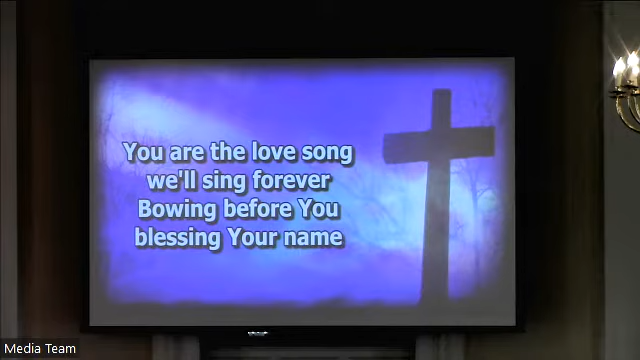 You are the love song
we'll sing forever
Bowing before You
blessing Your name
Media Team